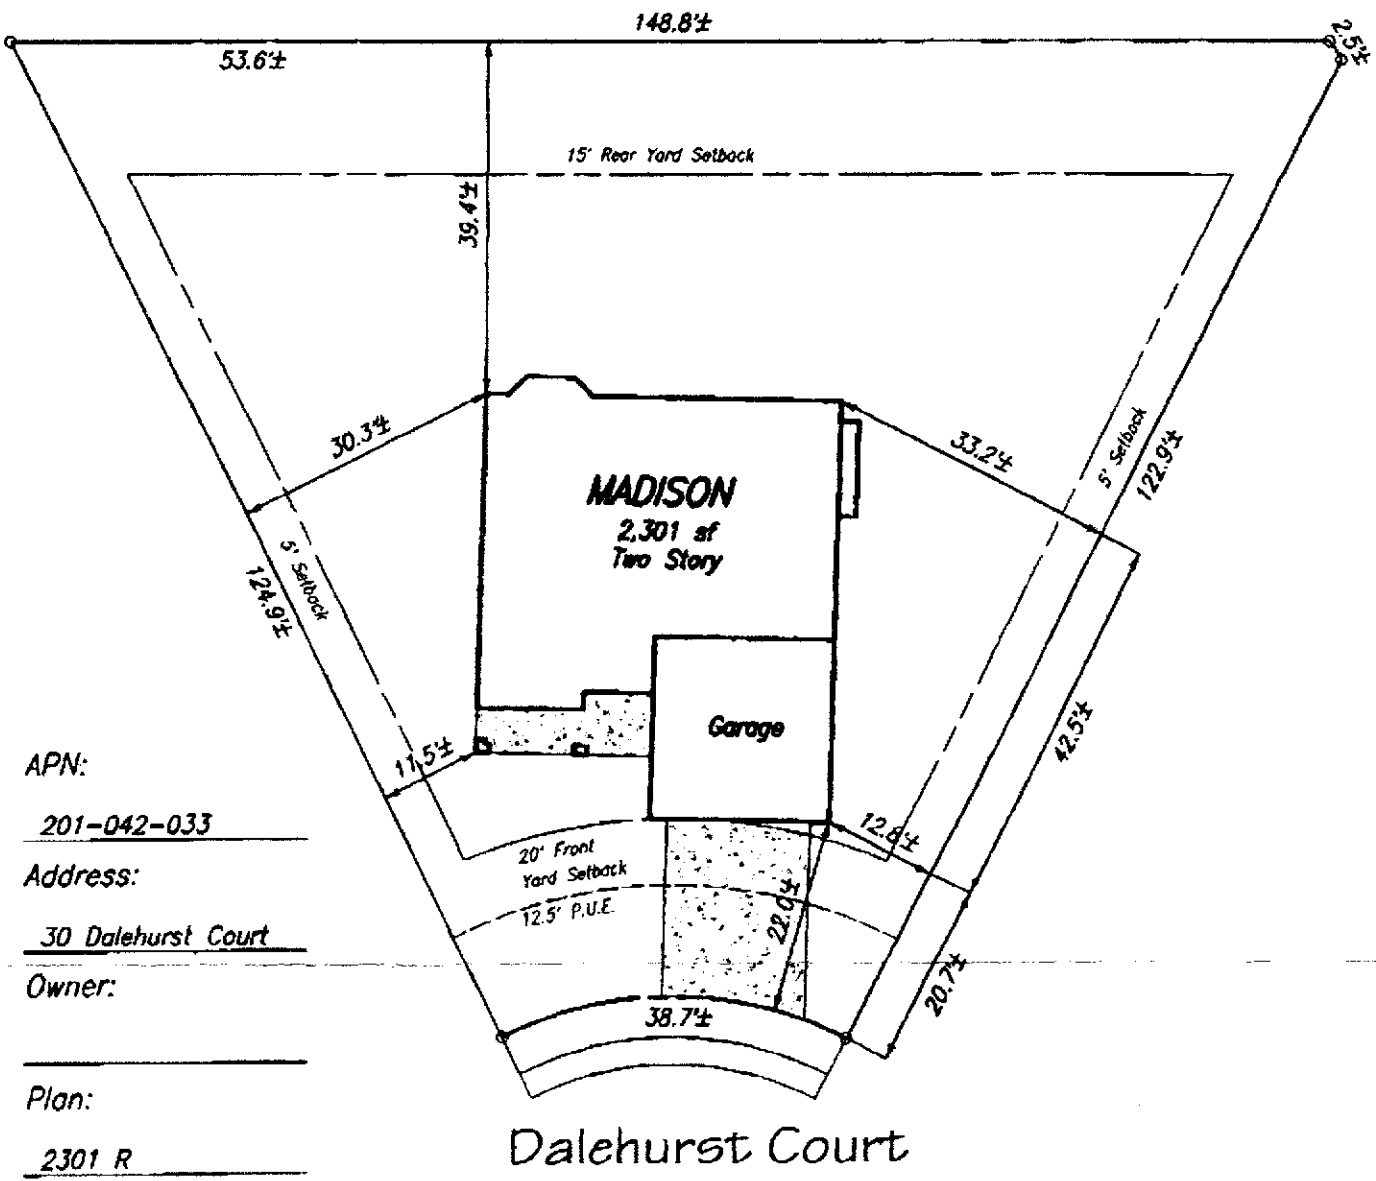 148.8'±
2.5'±
53.6'±
15' Rear Yard Setback
39.4'±
30.3'±
33.2'±
5' Setback
122.9'±
MADISON
2,301 sf
Two Story
5' Setback
124.9'±
Garage
42.5'±
11.5'±
APN:
201-042-033
12.8'±
20' Front
Yard Setback
Address:
12.5' P.U.E.
22.0'±
30 Dalehurst Court
Owner:
20.7'±
38.7'±
Plan:
Dalehurst Court
2301 R